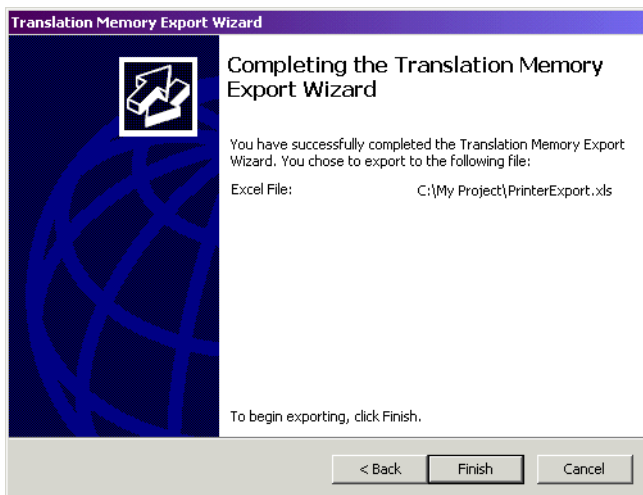 Translation Memory Export Wizard
Completing the Translation Memory
Export Wizard
You have successfully completed the Translation Memory Export
Wizard. You chose to export to the following file:
Excel File: C:\My Project\PrinterExport.xls
To begin exporting, click Finish.
< Back Finish Cancel